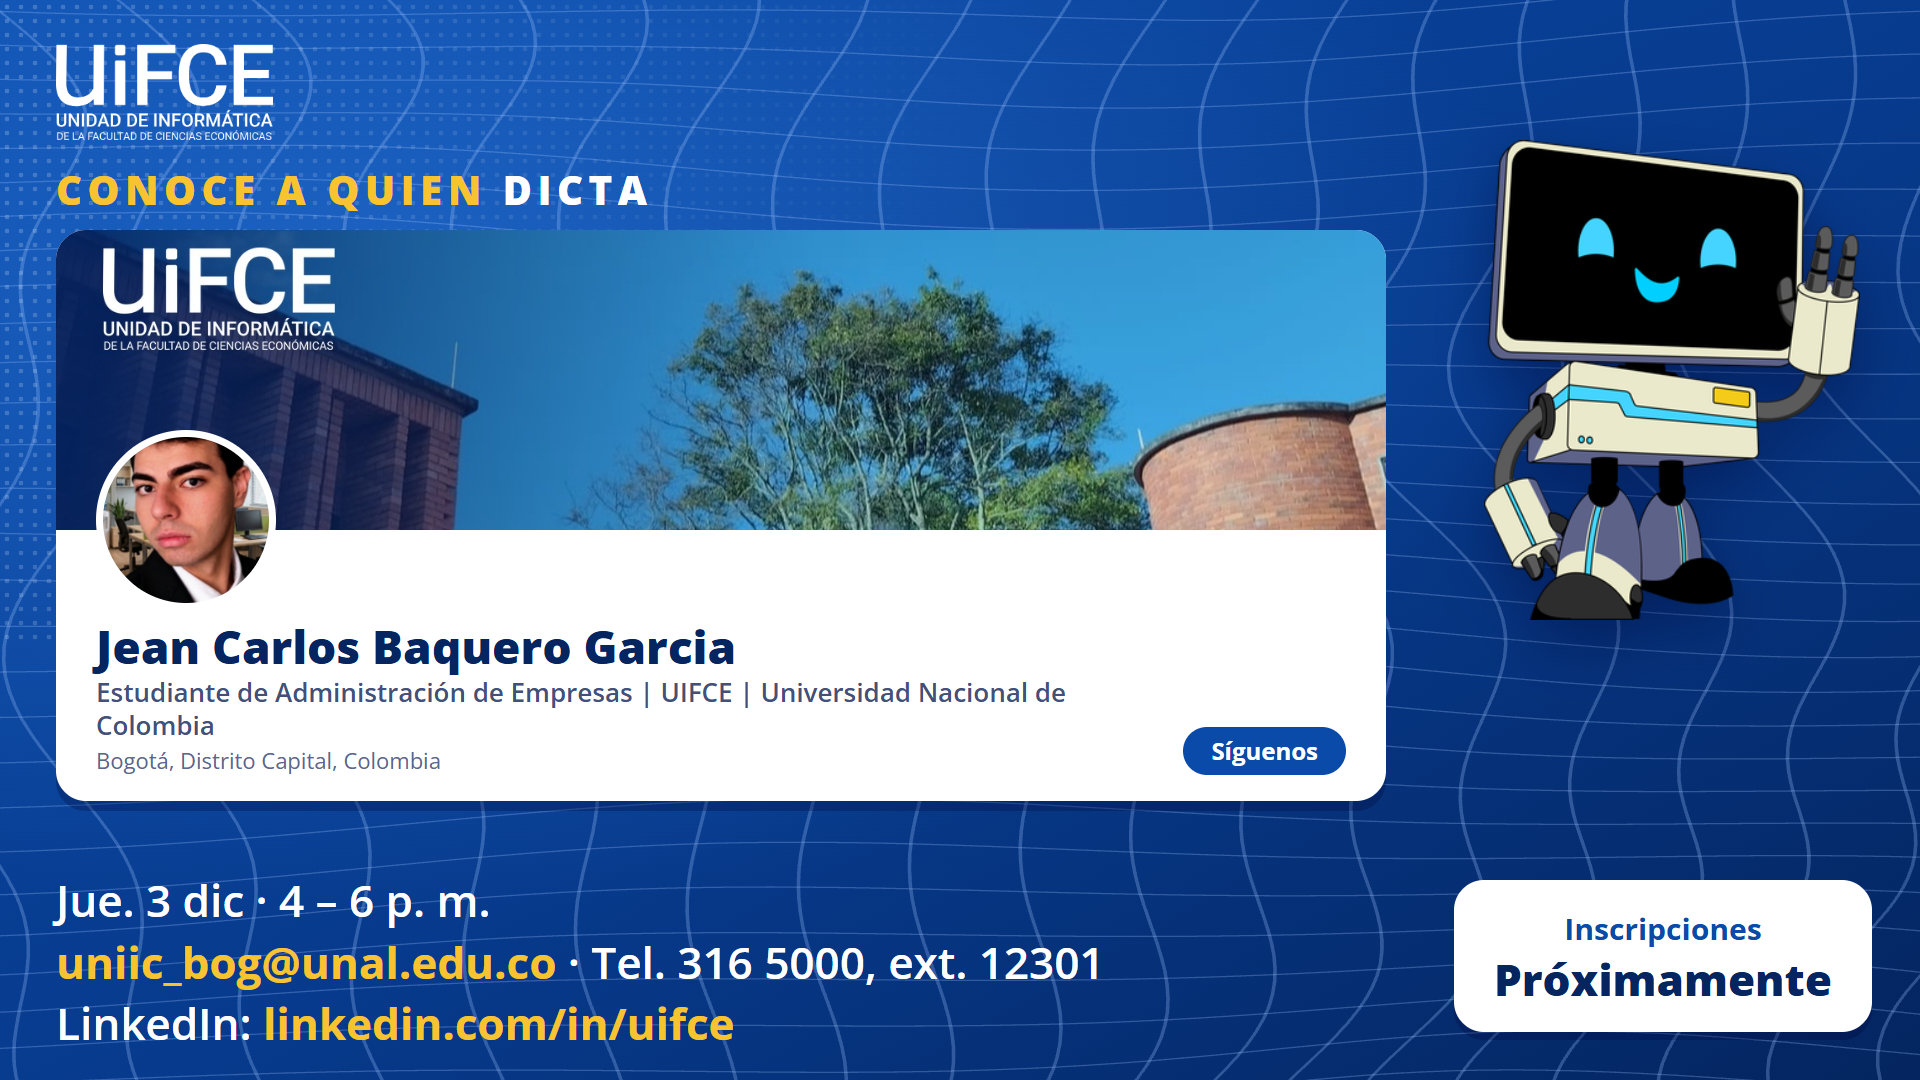 UiFCE
UNIDAD DE INFORMÁTICA
DE LA FACULTAD DE CIENCIAS ECONÓMICAS
CONOCE A QUIEN DICTA
UiFCE
UNIDAD DE INFORMÁTICA
DE LA FACULTAD DE CIENCIAS ECONÓMICAS
Jean Carlos Baquero Garcia
Estudiante de Administración de Empresas | UIFCE | Universidad Nacional de
Colombia
Bogotá, Distrito Capital, Colombia
Síguenos
Jue. 3 dic · 4 – 6 p. m.
uniic_bog@unal.edu.co · Tel. 316 5000, ext. 12301
LinkedIn: linkedin.com/in/uifce
Inscripciones
Próximamente